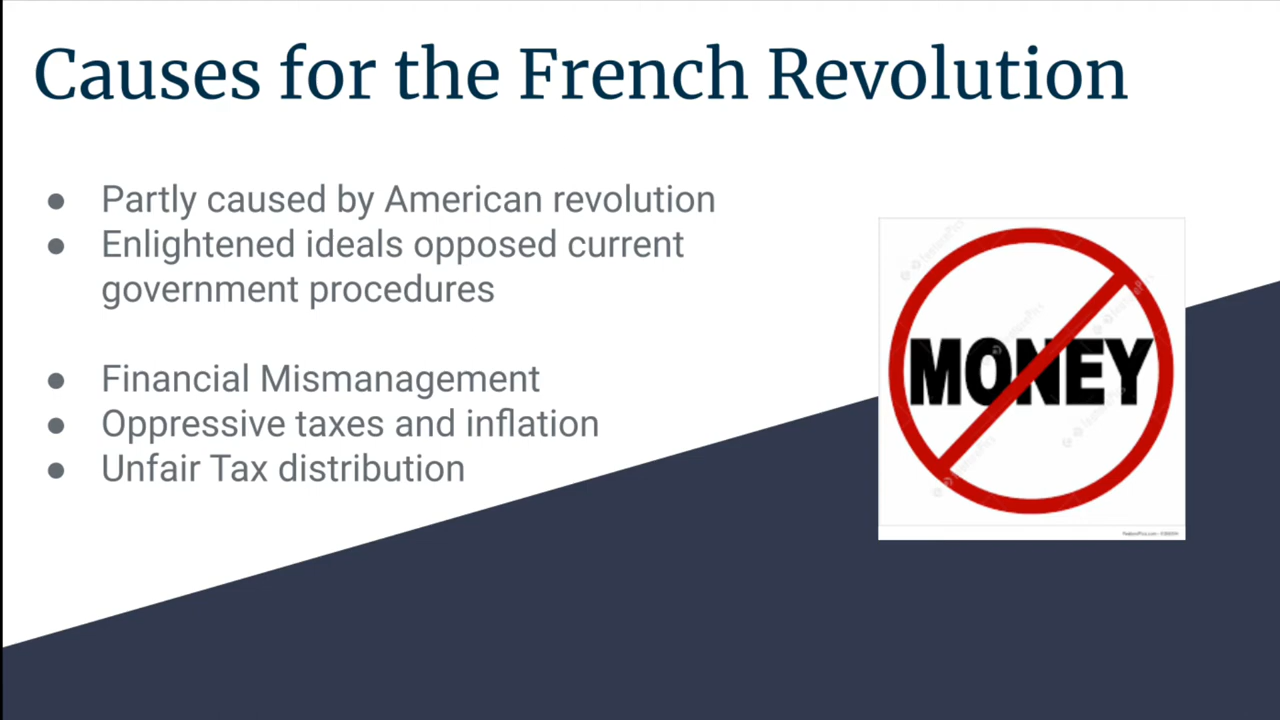 Causes for the French Revolution
● Partly caused by American revolution
● Enlightened ideals opposed current
government procedures
● Financial Mismanagement
● Oppressive taxes and inflation
● Unfair Tax distribution
MONEY